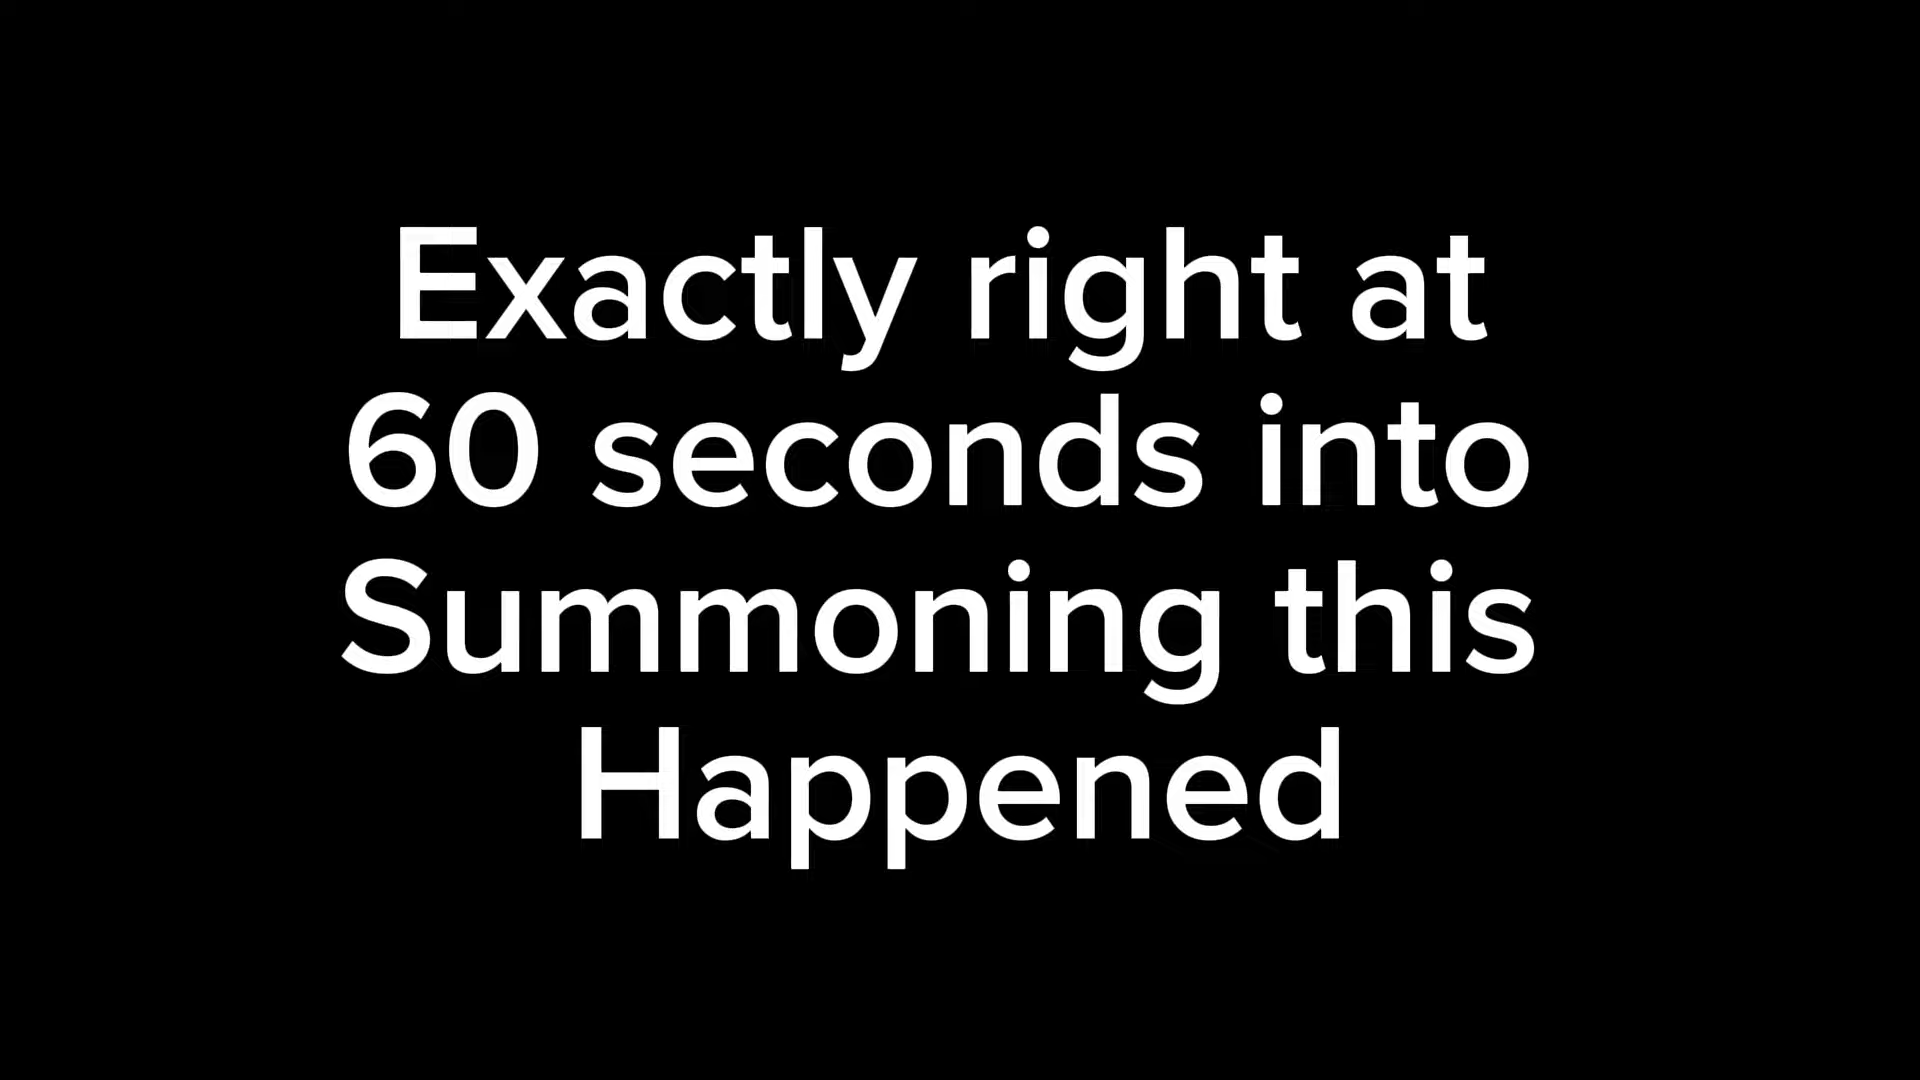 Exactly right at
60 seconds into
Summoning this
Happened